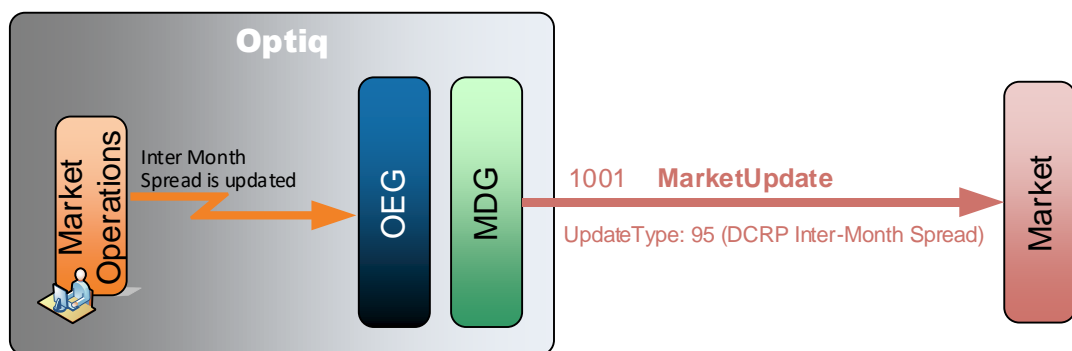 Optiq
Market
Operations
Inter Month
Spread is updated
OEG
MDG
1001 MarketUpdate
UpdateType: 95 (DCRP Inter-Month Spread)
Market